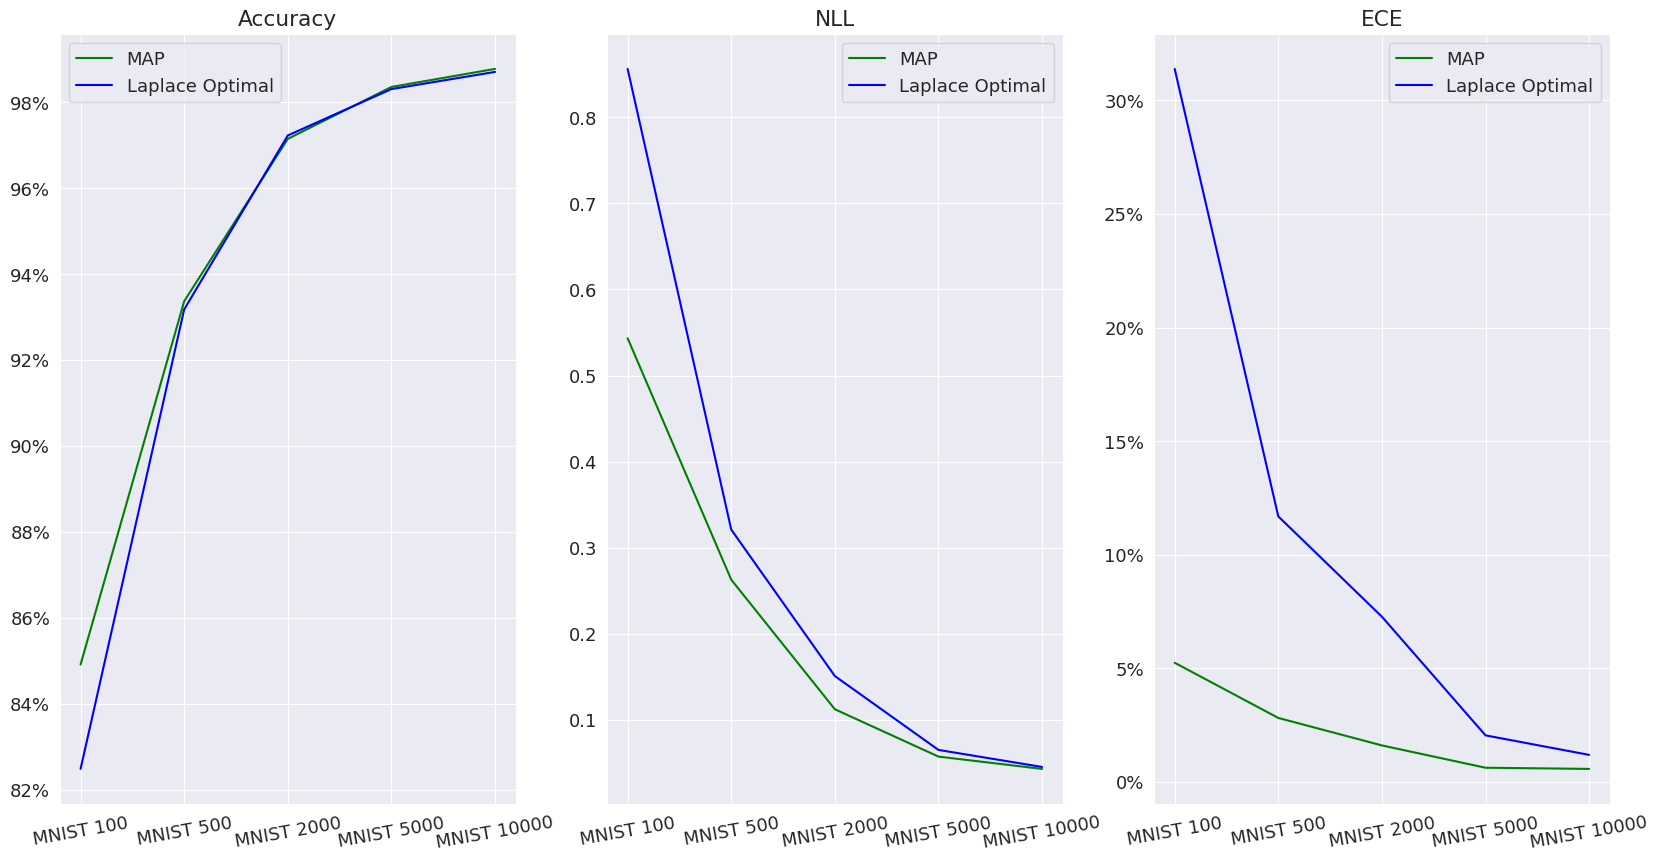 Accuracy
MAP
Laplace Optimal
98%
96%
94%
92%
90%
88%
86%
84%
82%
MNIST 100
MNIST 500
MNIST 2000
MNIST 5000
MNIST 10000
NLL
MAP
Laplace Optimal
0.8
0.7
0.6
0.5
0.4
0.3
0.2
0.1
MNIST 100
MNIST 500
MNIST 2000
MNIST 5000
MNIST 10000
ECE
MAP
Laplace Optimal
30%
25%
20%
15%
10%
5%
0%
MNIST 100
MNIST 500
MNIST 2000
MNIST 5000
MNIST 10000